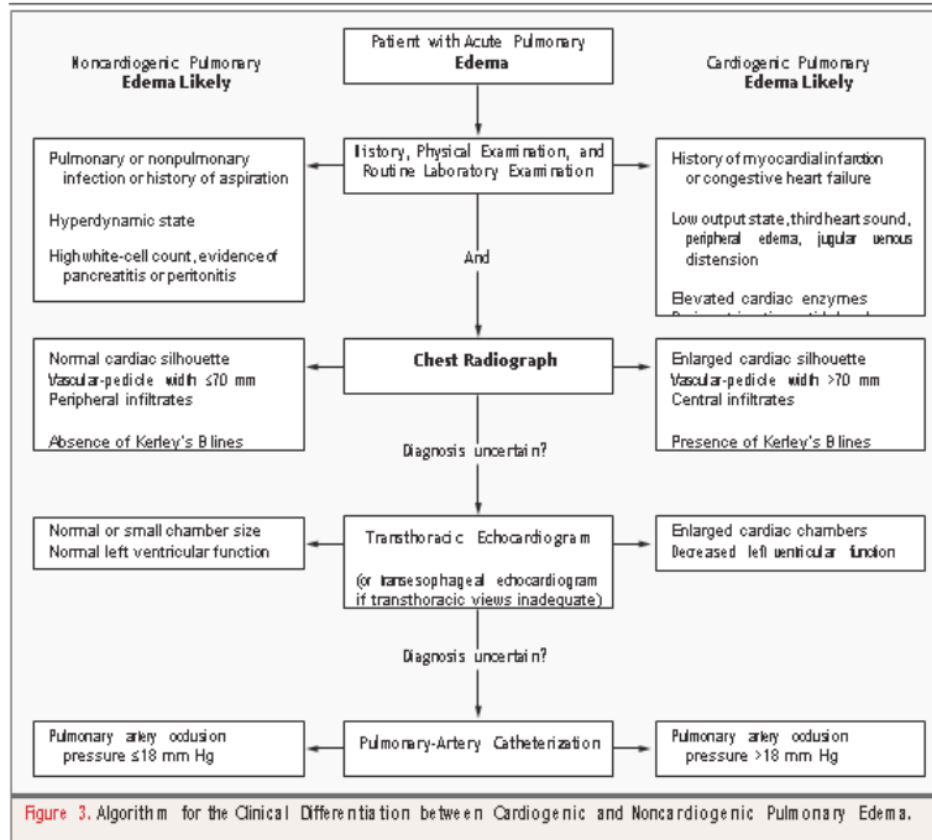 Patient with Acute Pulmonary
Edema
Noncardiogenic Pulmonary
Edema Likely
Cardiogenic Pulmonary
Edema Likely
History, Physical Examination, and
Routine Laboratory Examination
Pulmonary or nonpulmonary
infection or history of aspiration
Hyperdynamic state
High white-cell count, evidence of
pancreatitis or peritonitis
History of myocardial infarction
or congestive heart failure
Low output state, third heart sound,
peripheral edema, jugular venous
distension
Elevated cardiac enzymes
And
Chest Radiograph
Normal cardiac silhouette
Vascular-pedicle width ≤70 mm
Peripheral infiltrates
Absence of Kerley's B lines
Enlarged cardiac silhouette
Vascular-pedicle width >70 mm
Central infiltrates
Presence of Kerley's B lines
Diagnosis uncertain?
Transthoracic Echocardiogram
(or transesophageal echocardiogram
if transthoracic views inadequate)
Normal or small chamber size
Normal left ventricular function
Enlarged cardiac chambers
Decreased left ventricular function
Diagnosis uncertain?
Pulmonary-Artery Catheterization
Pulmonary artery occlusion
pressure ≤18 mm Hg
Pulmonary artery occlusion
pressure >18 mm Hg
Figure 3. Algorithm for the Clinical Differentiation between Cardiogenic and Noncardiogenic Pulmonary Edema.